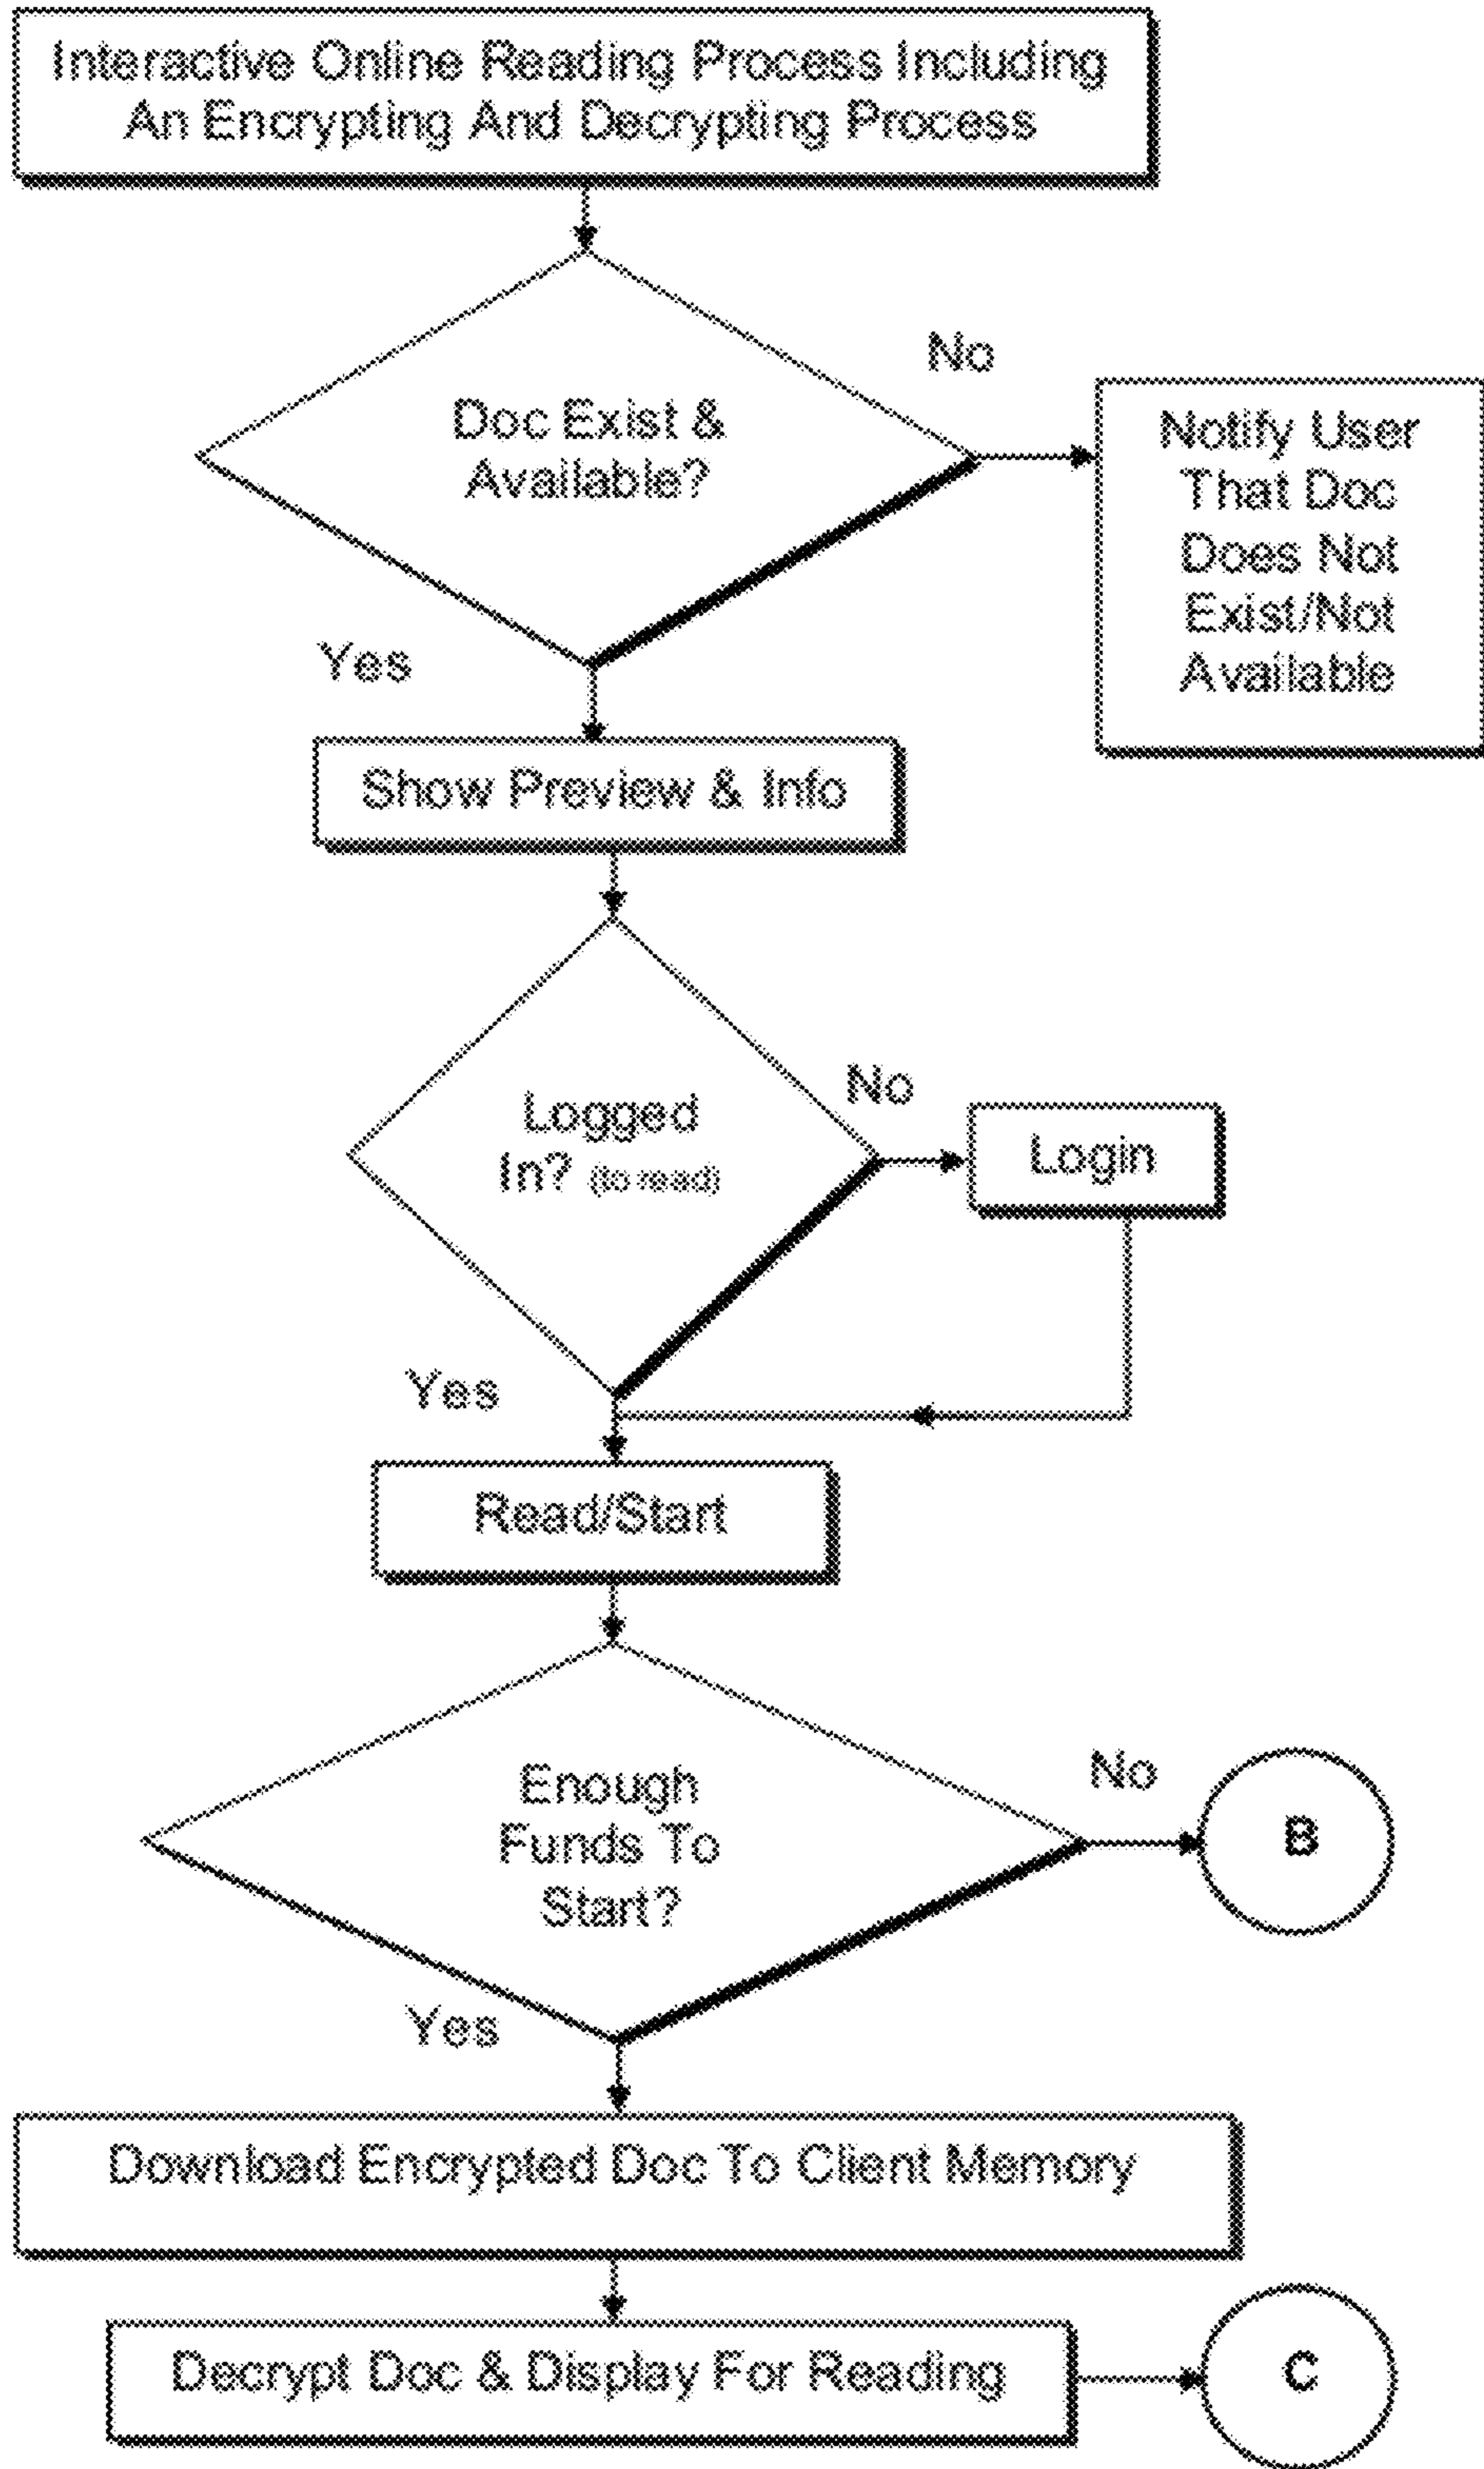 Interactive Online Reading Process Including
An Encrypting And Decrypting Process
Doc Exist &
Available?
No
Notify User
That Doc
Does Not
Exist/Not
Available
Yes
Show Preview & Info
Logged
In? (to read)
No
Login
Yes
Read/Start
Enough
Funds To
Start?
No
B
Yes
Download Encrypted Doc To Client Memory
Decrypt Doc & Display For Reading
C